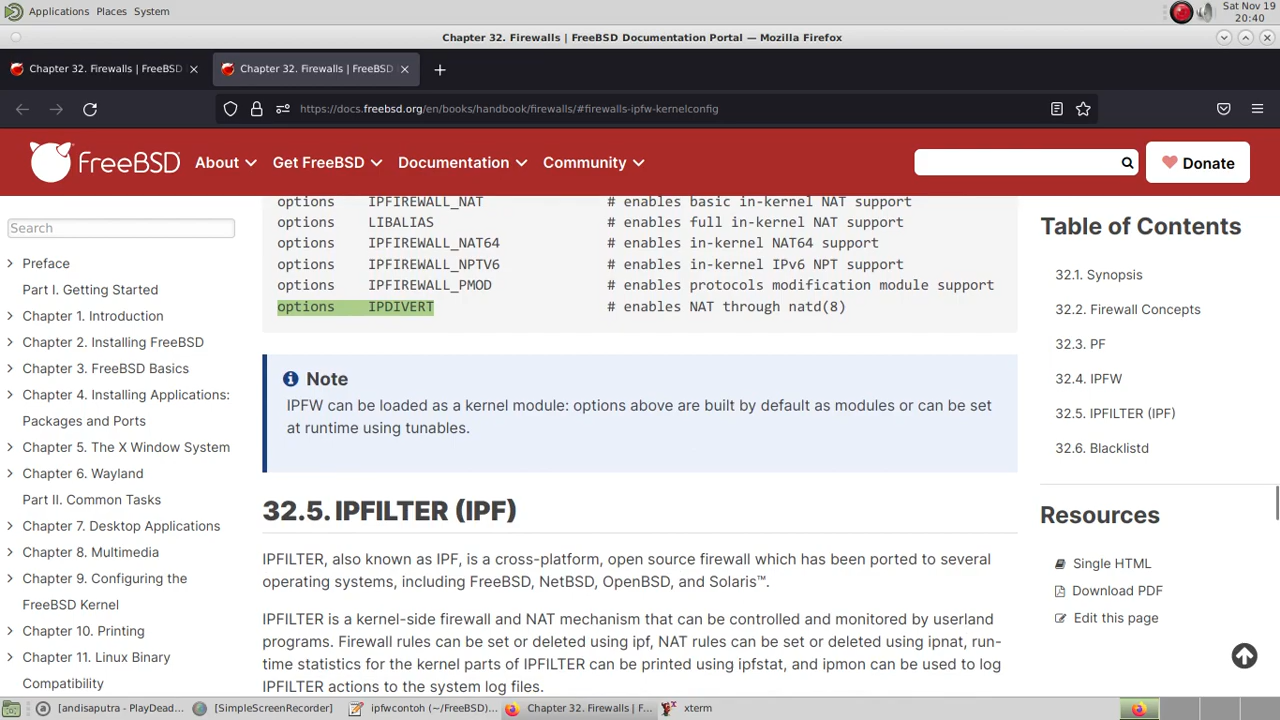 Applications Places System
Sat Nov 19
20:40
Chapter 32. Firewalls | FreeBSD Documentation Portal — Mozilla Firefox
Chapter 32. Firewalls | FreeBSD
Chapter 32. Firewalls | FreeBSD
https://docs.freebsd.org/en/books/handbook/firewalls/#firewalls-ipfw-kernelconfig
FreeBSD
About
Get FreeBSD
Documentation
Community
Donate
Search
Preface
Part I. Getting Started
Chapter 1. Introduction
Chapter 2. Installing FreeBSD
Chapter 3. FreeBSD Basics
Chapter 4. Installing Applications:
Packages and Ports
Chapter 5. The X Window System
Chapter 6. Wayland
Part II. Common Tasks
Chapter 7. Desktop Applications
Chapter 8. Multimedia
Chapter 9. Configuring the
FreeBSD Kernel
Chapter 10. Printing
Chapter 11. Linux Binary
Compatibility
options IPFIREWALL_NAT # enables basic in-kernel NAT support
options LIBALIAS # enables full in-kernel NAT support
options IPFIREWALL_NAT64 # enables in-kernel NAT64 support
options IPFIREWALL_NPTV6 # enables in-kernel IPv6 NPT support
options IPFIREWALL_PMOD # enables protocols modification module support
options IPDIVERT # enables NAT through natd(8)
Note
IPFW can be loaded as a kernel module: options above are built by default as modules or can be set
at runtime using tunables.
32.5. IPFILTER (IPF)
IPFILTER, also known as IPF, is a cross-platform, open source firewall which has been ported to several
operating systems, including FreeBSD, NetBSD, OpenBSD, and Solaris™.
IPFILTER is a kernel-side firewall and NAT mechanism that can be controlled and monitored by userland
programs. Firewall rules can be set or deleted using ipf, NAT rules can be set or deleted using ipnat, run-
time statistics for the kernel parts of IPFILTER can be printed using ipfstat, and ipmon can be used to log
IPFILTER actions to the system log files.
Table of Contents
32.1. Synopsis
32.2. Firewall Concepts
32.3. PF
32.4. IPFW
32.5. IPFILTER (IPF)
32.6. Blacklistd
Resources
Single HTML
Download PDF
Edit this page
[andisaputra - PlayDead...
[SimpleScreenRecorder]
ipfwcontoh (~/FreeBSD)...
Chapter 32. Firewalls | F...
xterm